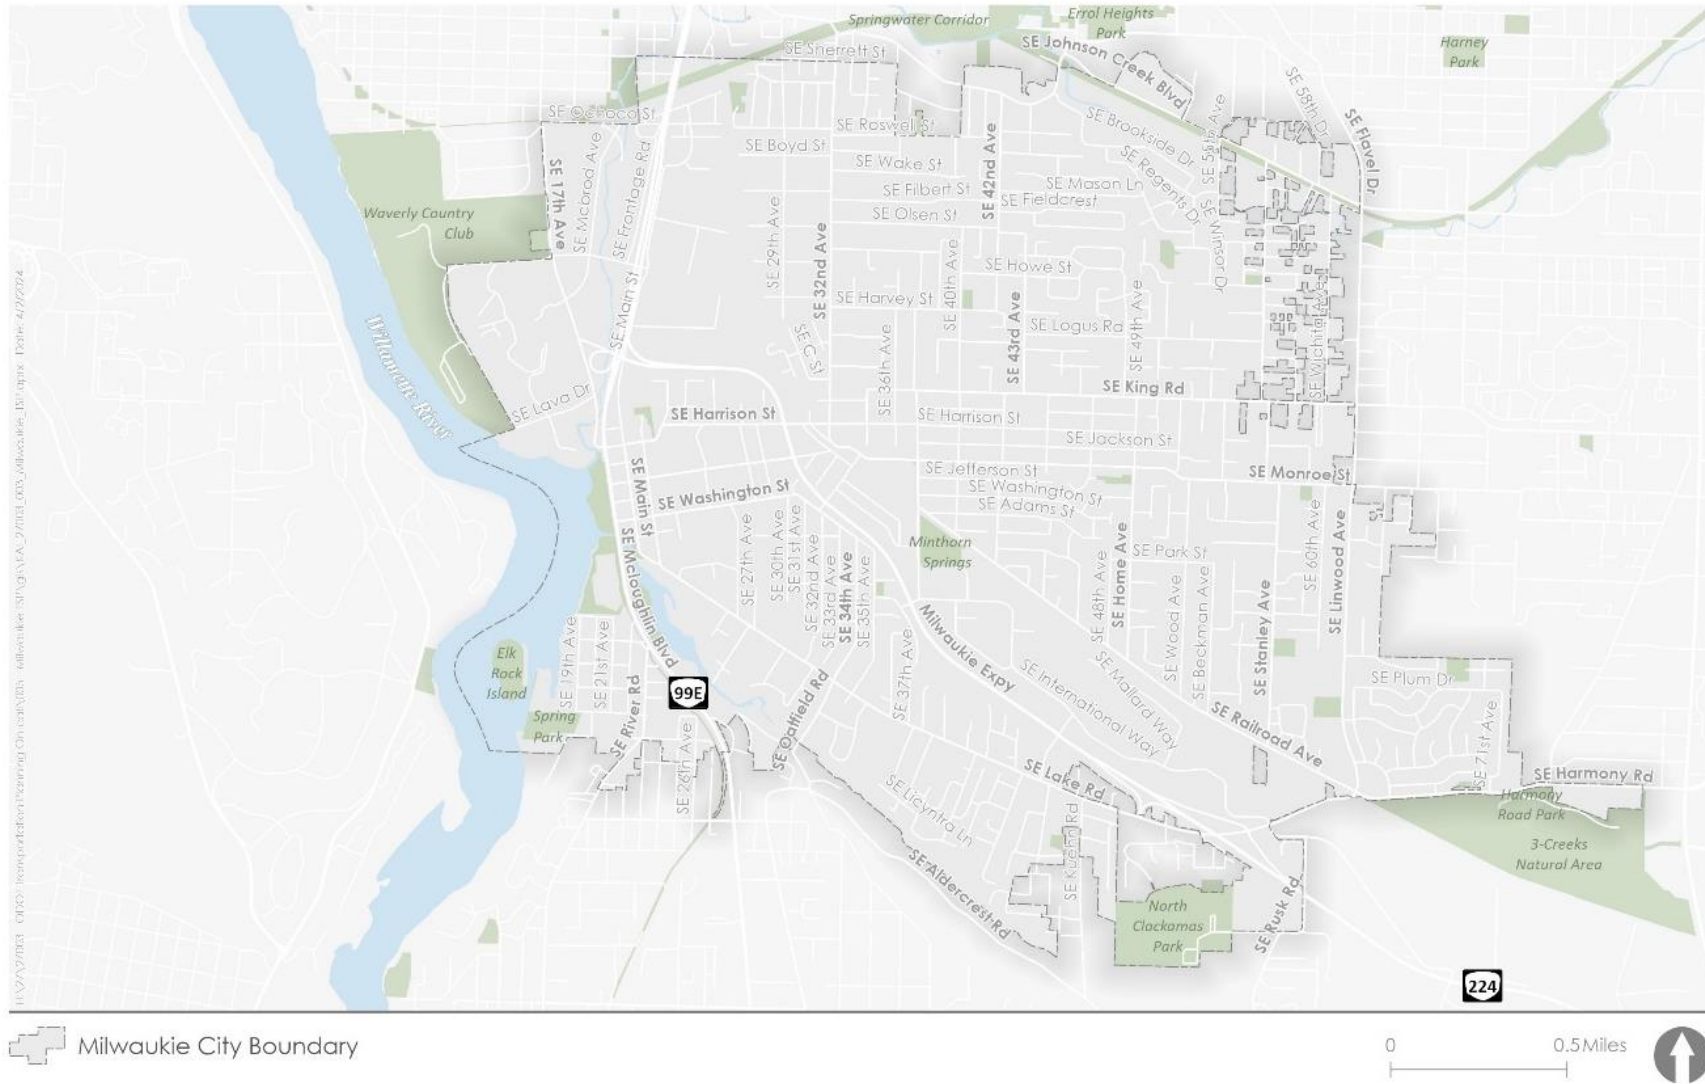 Springwater Corridor
Errol Heights
Park
SE Johnson Creek Blvd
Harney
Park
SE Sherrett St
SE 58th Dr
SE Flavel Dr
SE Ochoco St
SE Roswell St
SE Brookside Dr
SE 55th Ave
SE Boyd St
SE Wake St
SE 42nd Ave
SE Regents Dr
SE 17th Ave
SE Mcbrod Ave
SE Frontage Rd
SE Filbert St
SE Mason Ln
SE Fieldcrest
SE Olsen St
SE Winsor Dr
Waverly Country
Club
SE 29th Ave
SE 32nd Ave
SE 40th Ave
SE Howe St
SE Main St
SE Harvey St
SE 43rd Ave
SE Logus Rd
SE 49th Ave
SE Wichita Ave
Willamette River
SE C St
SE 36th Ave
SE King Rd
SE Lava Dr
SE Harrison St
SE Harrison St
SE Jackson St
SE Main St
SE Washington St
SE Jefferson St
SE Monroe St
SE Washington St
SE Adams St
SE 27th Ave
SE 30th Ave
SE 31st Ave
SE 32nd Ave
SE 33rd Ave
SE 34th Ave
SE 35th Ave
Minthorn
Springs
SE 48th Ave
SE Home Ave
SE Park St
SE 60th Ave
SE Linwood Ave
SE Mcloughlin Blvd
SE Wood Ave
SE Beckman Ave
SE Stanley Ave
Milwaukie Expy
SE 37th Ave
Elk
Rock
Island
SE 19th Ave
SE 21st Ave
SE River Rd
99E
SE Oatfield Rd
SE International Way
SE Mallard Way
SE Railroad Ave
SE Plum Dr
SE 71st Ave
Spring
Park
SE 26th Ave
SE Lake Rd
SE Harmony Rd
Harmony
Road Park
SE Licyntra Ln
SE Kuehn Rd
3-Creeks
Natural Area
SE Aldercrest Rd
North
Clackamas
Park
SE Rusk Rd
224
Milwaukie City Boundary
0 0.5 Miles
Date: 4/2/2024